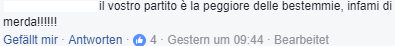 il vostro partito è la peggiore delle bestemmie, infami di
merda!!!!!!
Gefällt mir · Antworten · 4 · Gestern um 09:44 · Bearbeitet